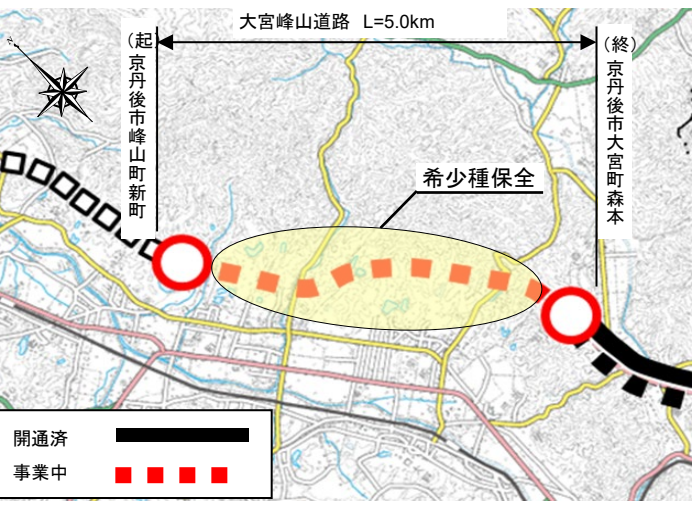 大宮峰山道路 L=5.0km
(起)
京丹後市峰山町新町
(終)
京丹後市大宮町森本
希少種保全
開通済
事業中